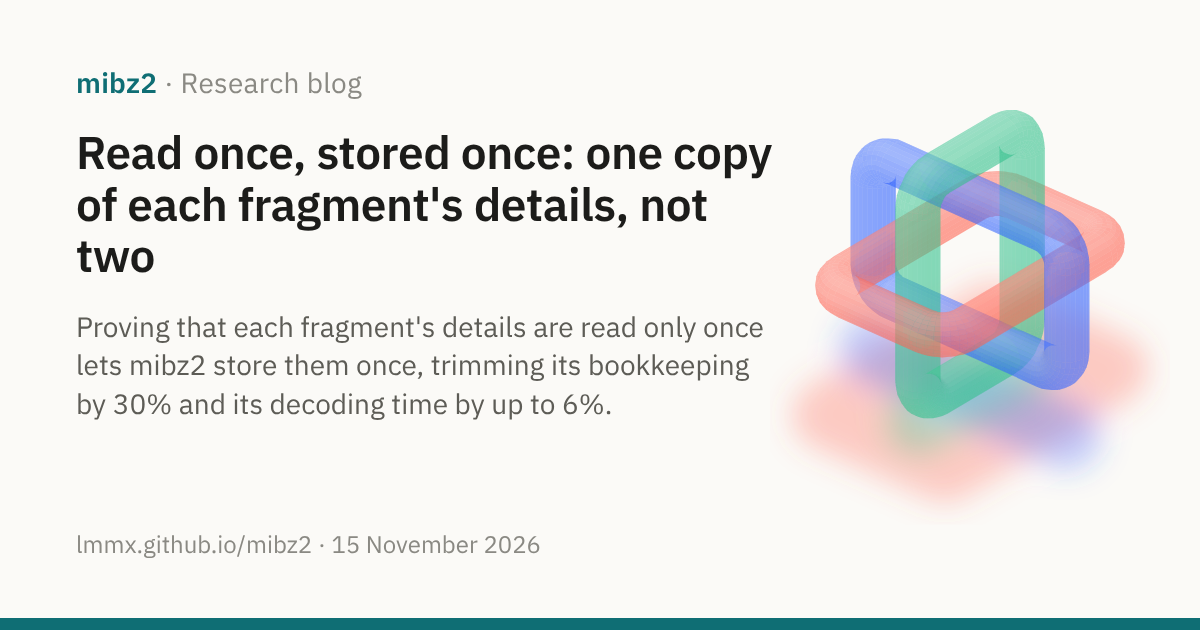 mibz2 · Research blog
Read once, stored once: one copy
of each fragment's details, not
two
Proving that each fragment's details are read only once
lets mibz2 store them once, trimming its bookkeeping
by 30% and its decoding time by up to 6%.
lmmx.github.io/mibz2 · 15 November 2026